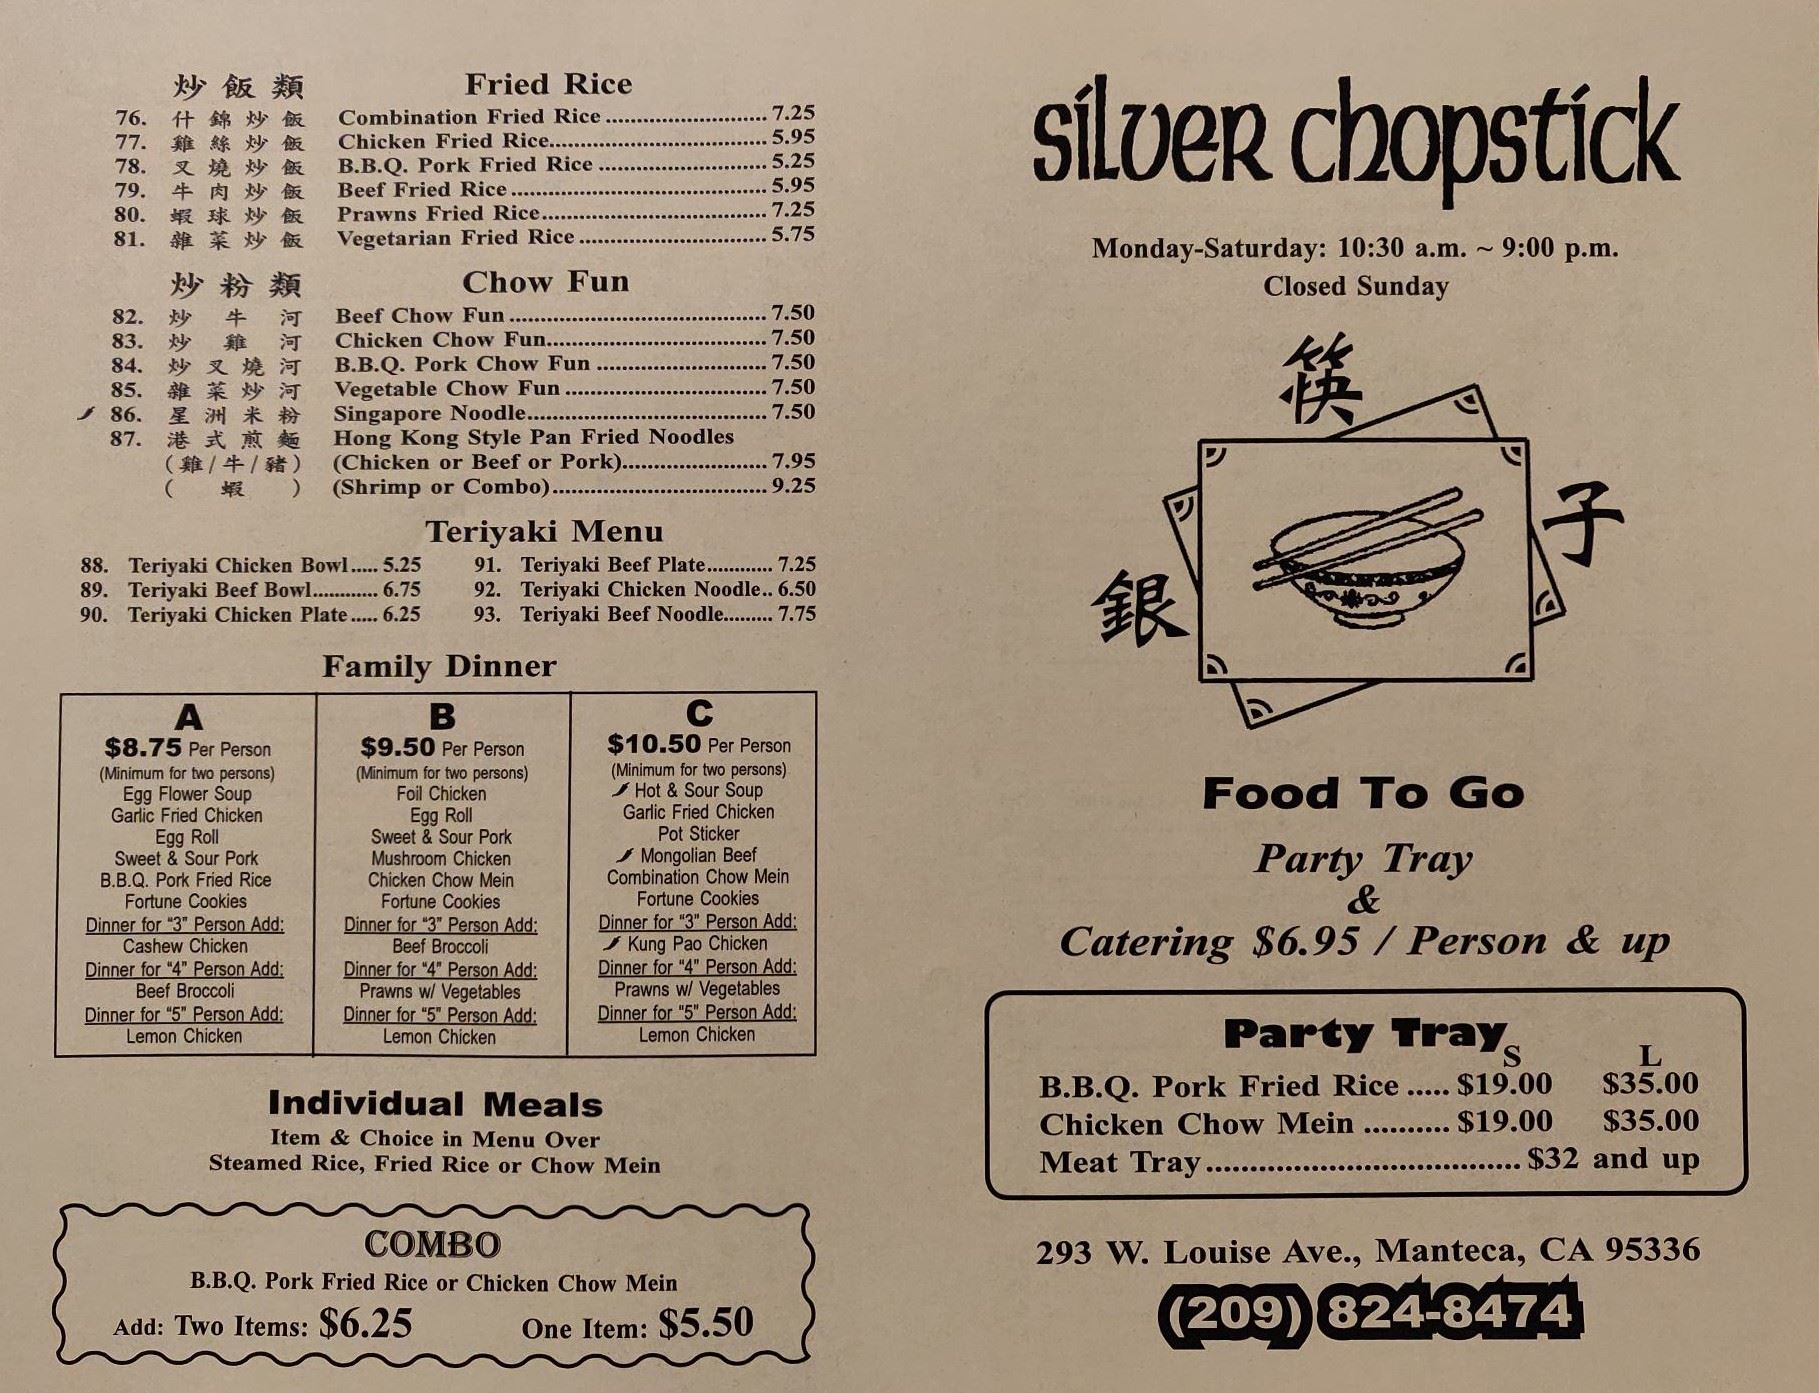 炒飯類 Fried Rice
76. 什錦炒飯 Combination Fried Rice .......................... 7.25
77. 雞絲炒飯 Chicken Fried Rice................................... 5.95
78. 叉燒炒飯 B.B.Q. Pork Fried Rice ........................... 5.25
79. 牛肉炒飯 Beef Fried Rice ......................................... 5.95
80. 蝦球炒飯 Prawns Fried Rice.................................... 7.25
81. 雜菜炒飯 Vegetarian Fried Rice .............................. 5.75
炒粉類 Chow Fun
82. 炒牛河 Beef Chow Fun ......................................... 7.50
83. 炒雞河 Chicken Chow Fun................................... 7.50
84. 炒叉燒河 B.B.Q. Pork Chow Fun ........................... 7.50
85. 雜菜炒河 Vegetable Chow Fun ................................ 7.50
86. 星洲米粉 Singapore Noodle...................................... 7.50
87. 港式煎麵 Hong Kong Style Pan Fried Noodles
(雞/牛/豬) (Chicken or Beef or Pork)....................... 7.95
( 蝦 ) (Shrimp or Combo).................................. 9.25
Teriyaki Menu
88. Teriyaki Chicken Bowl ..... 5.25 91. Teriyaki Beef Plate............ 7.25
89. Teriyaki Beef Bowl............ 6.75 92. Teriyaki Chicken Noodle.. 6.50
90. Teriyaki Chicken Plate ..... 6.25 93. Teriyaki Beef Noodle......... 7.75
Family Dinner
A
$8.75 Per Person
(Minimum for two persons)
Egg Flower Soup
Garlic Fried Chicken
Egg Roll
Sweet & Sour Pork
B.B.Q. Pork Fried Rice
Fortune Cookies
Dinner for "3" Person Add:
Cashew Chicken
Dinner for "4" Person Add:
Beef Broccoli
Dinner for "5" Person Add:
Lemon Chicken
B
$9.50 Per Person
(Minimum for two persons)
Foil Chicken
Egg Roll
Sweet & Sour Pork
Mushroom Chicken
Chicken Chow Mein
Fortune Cookies
Dinner for "3" Person Add:
Beef Broccoli
Dinner for "4" Person Add:
Prawns w/ Vegetables
Dinner for "5" Person Add:
Lemon Chicken
C
$10.50 Per Person
(Minimum for two persons)
Hot & Sour Soup
Garlic Fried Chicken
Pot Sticker
Mongolian Beef
Combination Chow Mein
Fortune Cookies
Dinner for "3" Person Add:
Kung Pao Chicken
Dinner for "4" Person Add:
Prawns w/ Vegetables
Dinner for "5" Person Add:
Lemon Chicken
Individual Meals
Item & Choice in Menu Over
Steamed Rice, Fried Rice or Chow Mein
COMBO
B.B.Q. Pork Fried Rice or Chicken Chow Mein
Add: Two Items: $6.25 One Item: $5.50
silver chopstick
Monday-Saturday: 10:30 a.m. ~ 9:00 p.m.
Closed Sunday
銀筷子
Food To Go
Party Tray
&
Catering $6.95 / Person & up
Party Tray
S L
B.B.Q. Pork Fried Rice ..... $19.00 $35.00
Chicken Chow Mein .......... $19.00 $35.00
Meat Tray.................................... $32 and up
293 W. Louise Ave., Manteca, CA 95336
(209) 824-8474